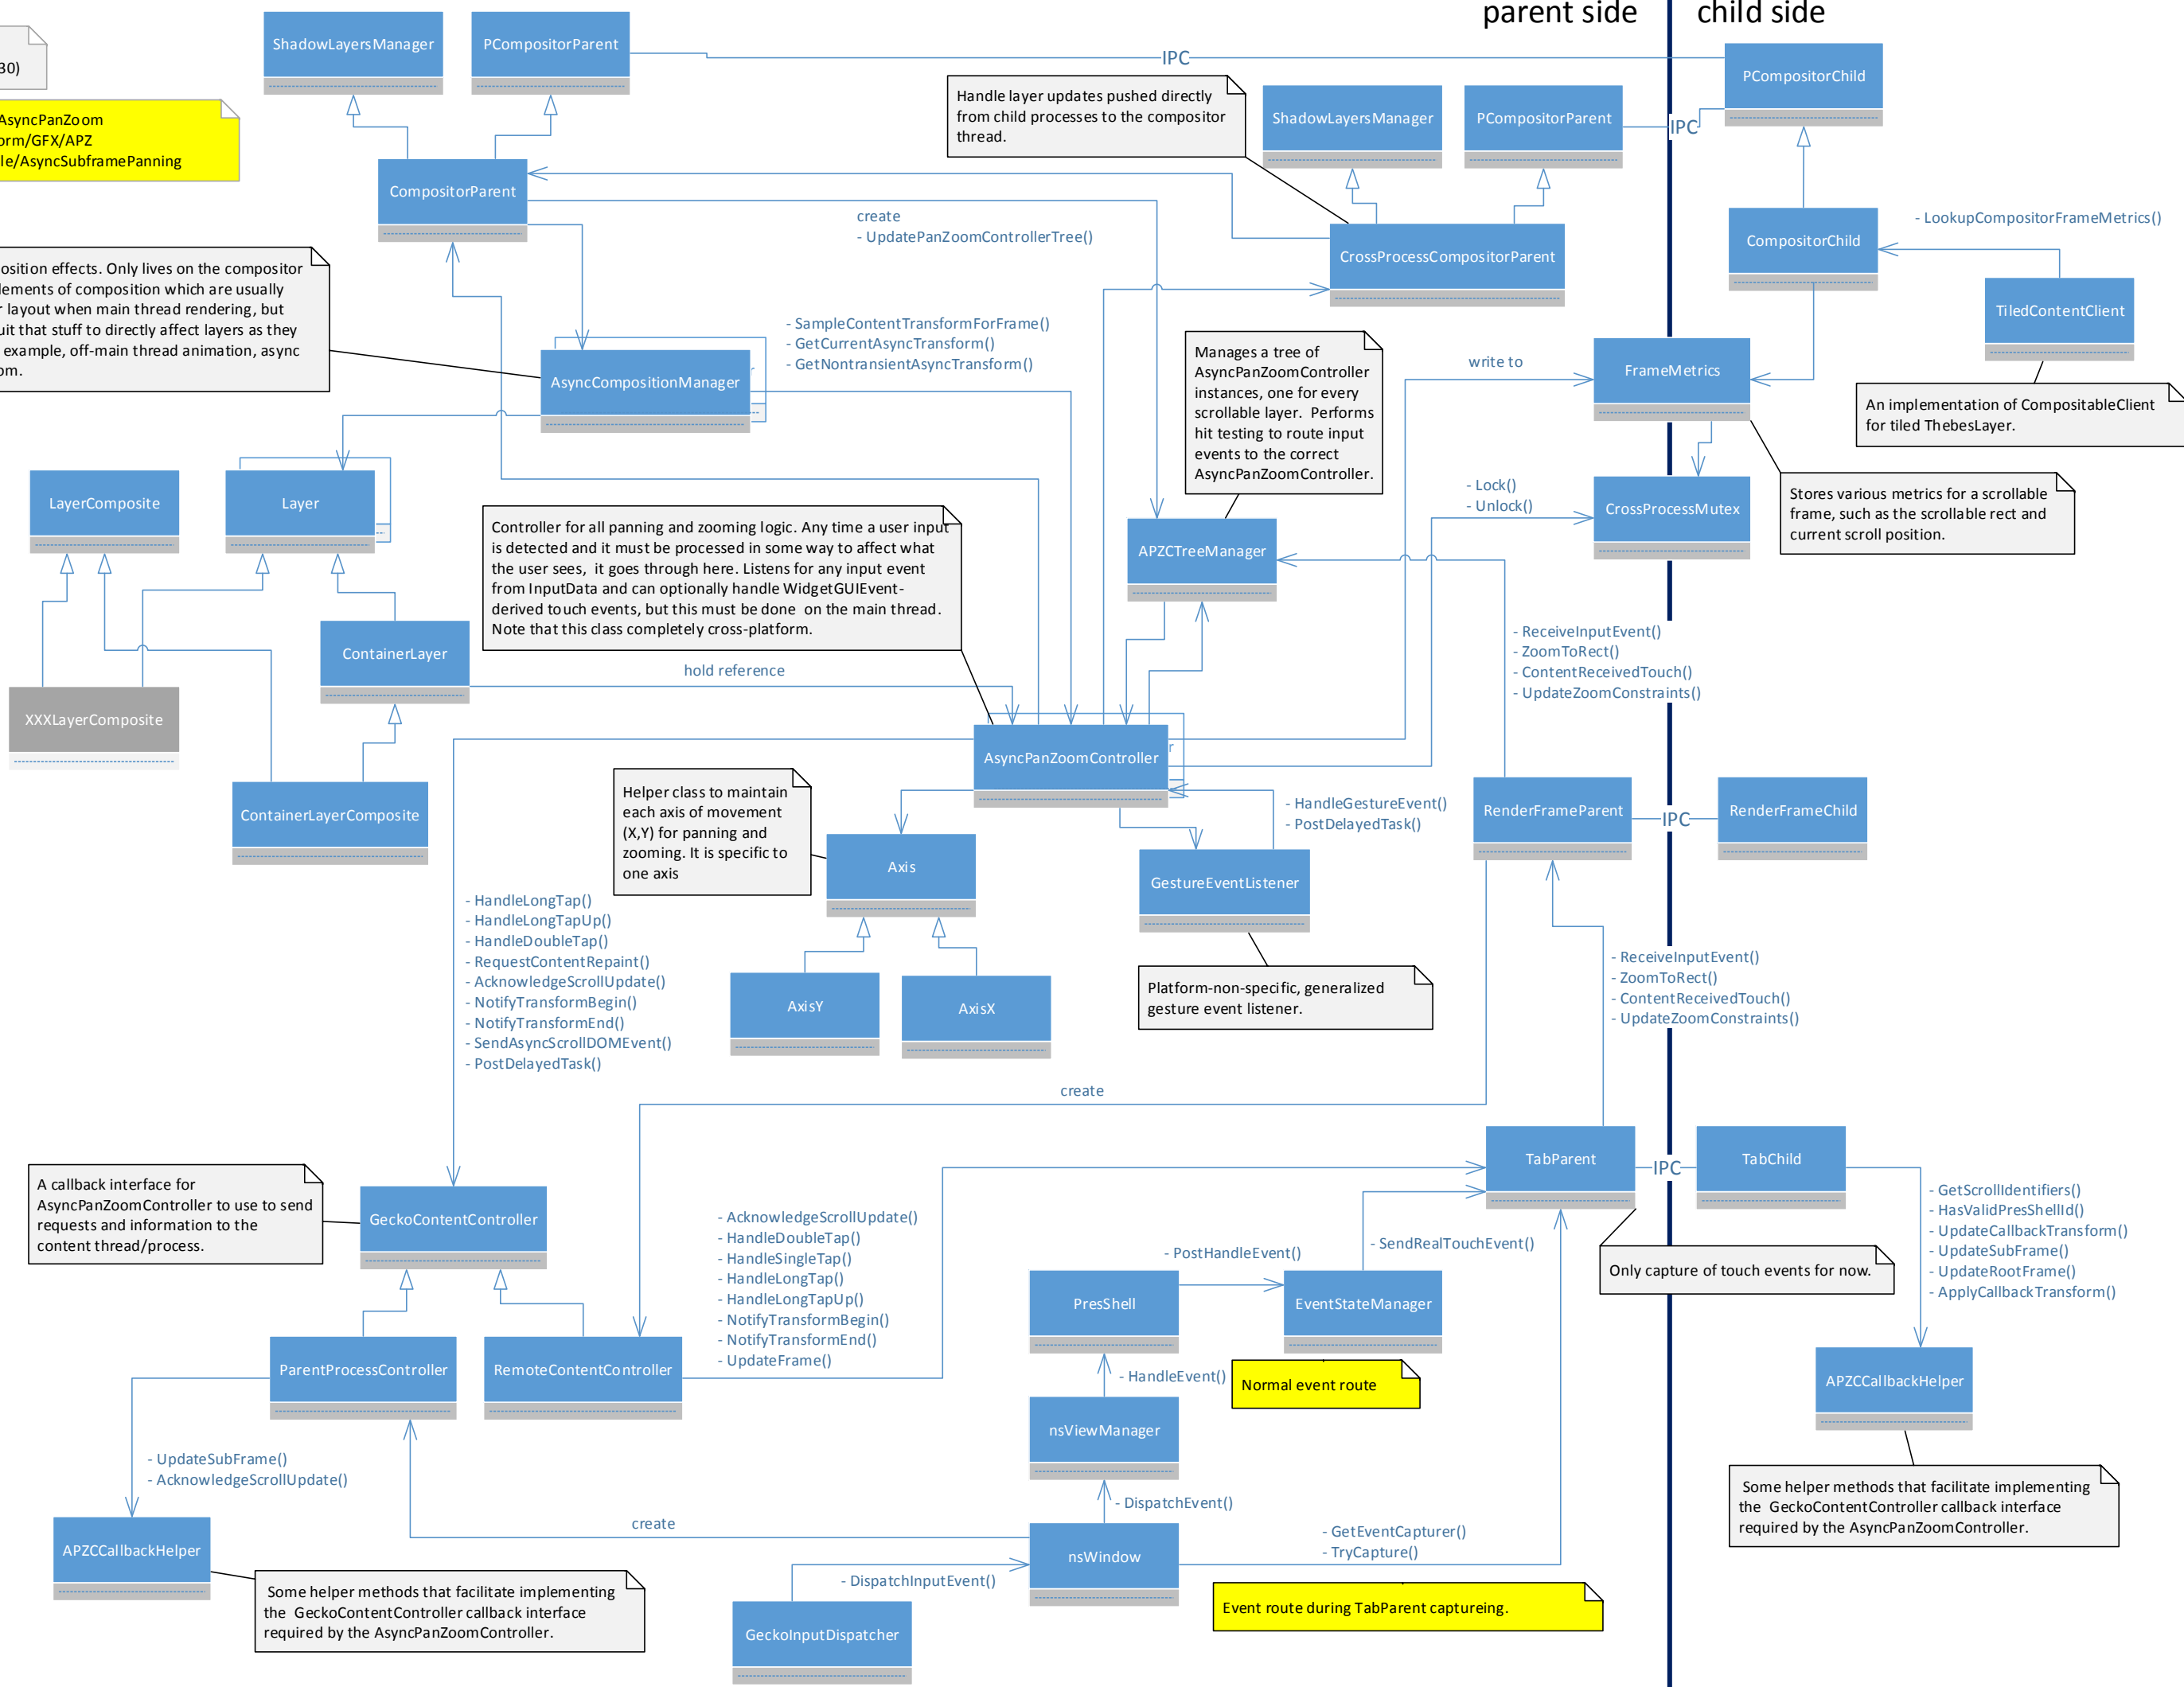 parent side
child side
ShadowLayersManager
PCompositorParent
IPC
PCompositorChild
30)
AsyncPanZoom
orm/GFX/APZ
le/AsyncSubframePanning
Handle layer updates pushed directly
from child processes to the compositor
thread.
ShadowLayersManager
PCompositorParent
IPC
CompositorParent
create
- UpdatePanZoomControllerTree()
CrossProcessCompositorParent
CompositorChild
- LookupCompositorFrameMetrics()
TiledContentClient
osition effects. Only lives on the compositor
lements of composition which are usually
r layout when main thread rendering, but
uit that stuff to directly affect layers as they
example, off-main thread animation, async
om.
AsyncCompositionManager
r
- SampleContentTransformForFrame()
- GetCurrentAsyncTransform()
- GetNontransientAsyncTransform()
Manages a tree of
AsyncPanZoomController
instances, one for every
scrollable layer. Performs
hit testing to route input
events to the correct
AsyncPanZoomController.
write to
FrameMetrics
An implementation of CompositableClient
for tiled ThebesLayer.
LayerComposite
Layer
- Lock()
- Unlock()
CrossProcessMutex
Stores various metrics for a scrollable
frame, such as the scrollable rect and
current scroll position.
Controller for all panning and zooming logic. Any time a user input
is detected and it must be processed in some way to affect what
the user sees, it goes through here. Listens for any input event
from InputData and can optionally handle WidgetGUIEvent-
derived touch events, but this must be done on the main thread.
Note that this class completely cross-platform.
APZCTreeManager
ContainerLayer
hold reference
- ReceiveInputEvent()
- ZoomToRect()
- ContentReceivedTouch()
- UpdateZoomConstraints()
XXXLayerComposite
AsyncPanZoomController
r
ContainerLayerComposite
Helper class to maintain
each axis of movement
(X,Y) for panning and
zooming. It is specific to
one axis
- HandleGestureEvent()
- PostDelayedTask()
RenderFrameParent
IPC
RenderFrameChild
Axis
GestureEventListener
- HandleLongTap()
- HandleLongTapUp()
- HandleDoubleTap()
- RequestContentRepaint()
- AcknowledgeScrollUpdate()
- NotifyTransformBegin()
- NotifyTransformEnd()
- SendAsyncScrollDOMEvent()
- PostDelayedTask()
AxisY
AxisX
Platform-non-specific, generalized
gesture event listener.
- ReceiveInputEvent()
- ZoomToRect()
- ContentReceivedTouch()
- UpdateZoomConstraints()
create
TabParent
IPC
TabChild
A callback interface for
AsyncPanZoomController to use to send
requests and information to the
content thread/process.
GeckoContentController
- AcknowledgeScrollUpdate()
- HandleDoubleTap()
- HandleSingleTap()
- HandleLongTap()
- HandleLongTapUp()
- NotifyTransformBegin()
- NotifyTransformEnd()
- UpdateFrame()
- PostHandleEvent()
- SendRealTouchEvent()
Only capture of touch events for now.
- GetScrollIdentifiers()
- HasValidPresShellId()
- UpdateCallbackTransform()
- UpdateSubFrame()
- UpdateRootFrame()
- ApplyCallbackTransform()
PresShell
EventStateManager
ParentProcessController
RemoteContentController
- HandleEvent()
Normal event route
APZCCallbackHelper
nsViewManager
- UpdateSubFrame()
- AcknowledgeScrollUpdate()
- DispatchEvent()
Some helper methods that facilitate implementing
the GeckoContentController callback interface
required by the AsyncPanZoomController.
create
- GetEventCapturer()
- TryCapture()
APZCCallbackHelper
nsWindow
- DispatchInputEvent()
Some helper methods that facilitate implementing
the GeckoContentController callback interface
required by the AsyncPanZoomController.
Event route during TabParent captureing.
GeckoInputDispatcher